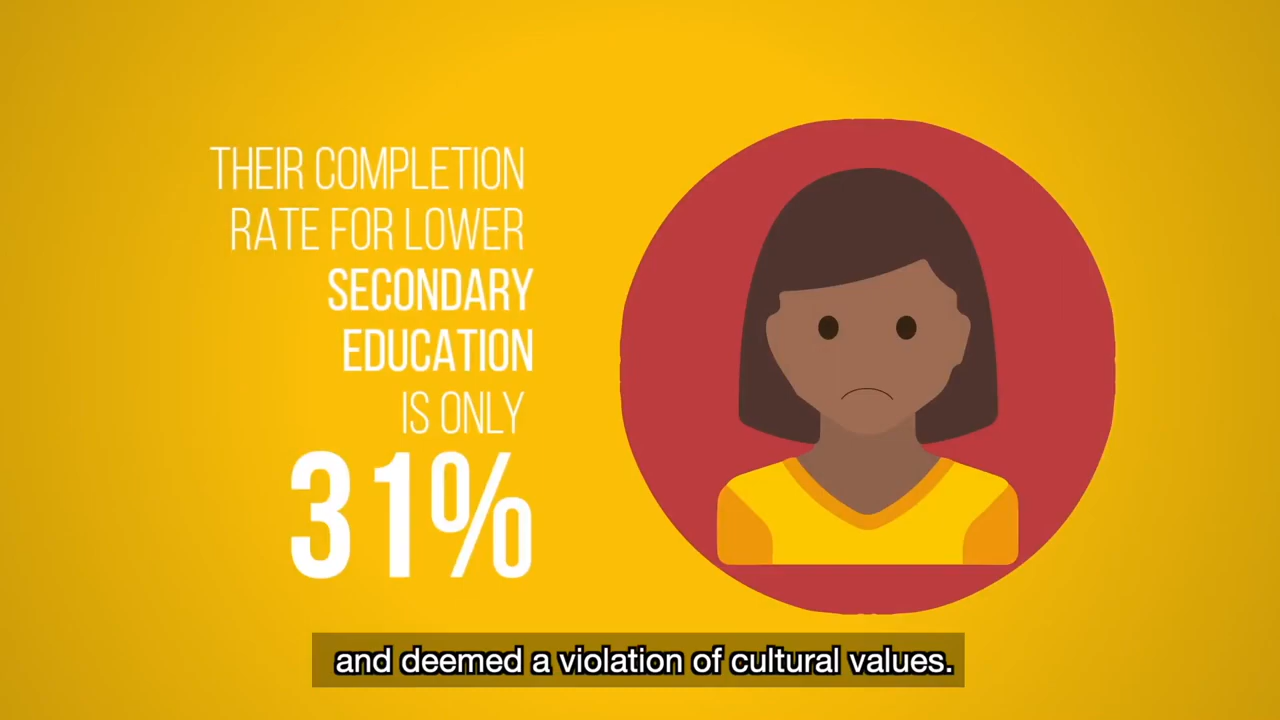 THEIR COMPLETION
RATE FOR LOWER
SECONDARY
EDUCATION
IS ONLY
31%
and deemed a violation of cultural values.